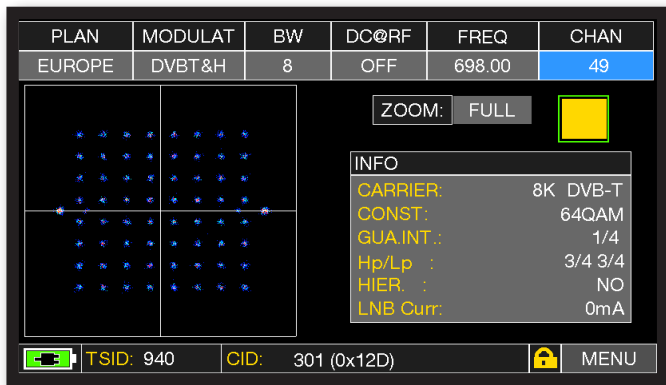 PLAN MODULAT BW DC@RF FREQ CHAN
EUROPE DVBT&H 8 OFF 698.00 49
ZOOM: FULL
INFO
CARRIER: 8K DVB-T
CONST: 64QAM
GUA.INT.: 1/4
Hp/Lp : 3/4 3/4
HIER. : NO
LNB Curr: 0mA
TSID: 940 CID: 301 (0x12D) MENU